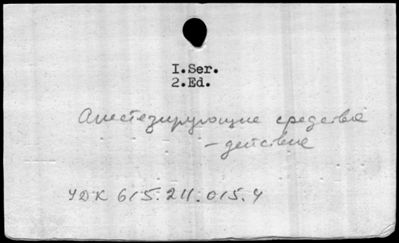 I.Ser.
2.Ed.
Анестезирующие средства
– действие
УДК 615.211.015.4